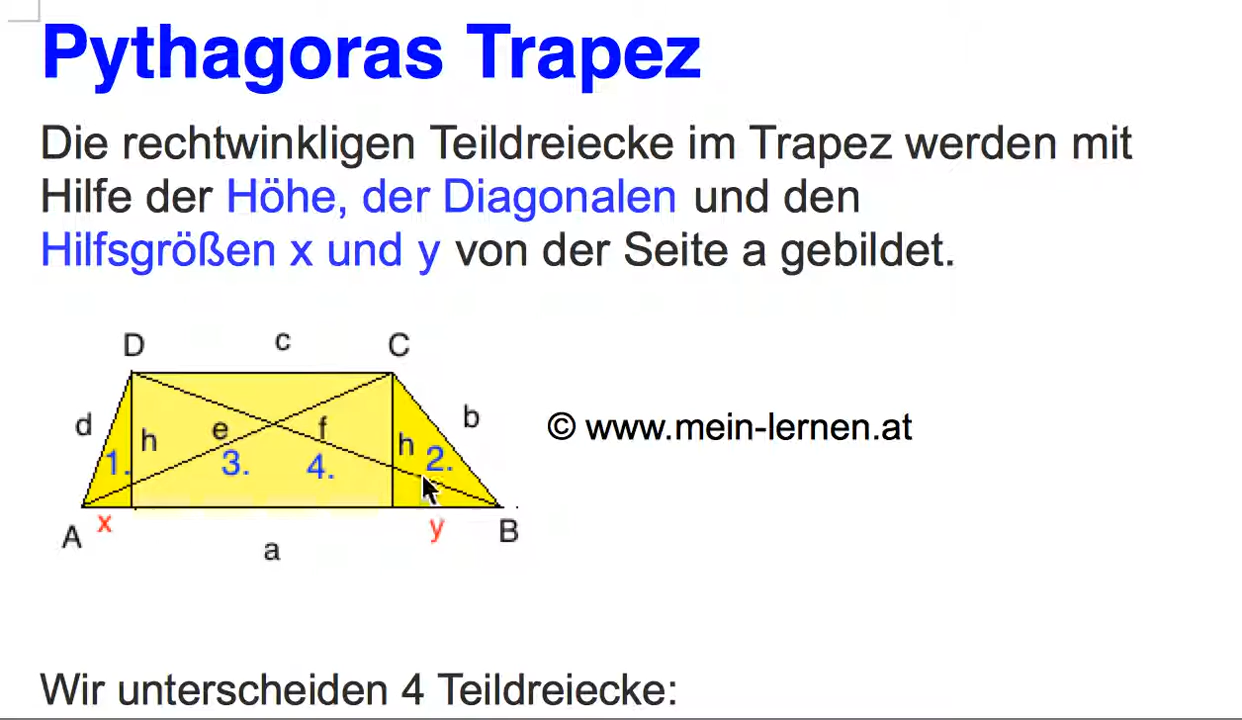 Pythagoras Trapez
Die rechtwinkligen Teildreiecke im Trapez werden mit
Hilfe der Höhe, der Diagonalen und den
Hilfsgrößen x und y von der Seite a gebildet.
D c C
d h e f h b
1. 3. 4. 2.
© www.mein-lernen.at
A x a y B
Wir unterscheiden 4 Teildreiecke: